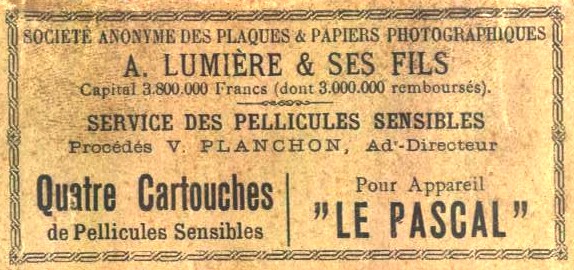 SOCIÉTÉ ANONYME DES PLAQUES & PAPIERS PHOTOGRAPHIQUES
A. LUMIÈRE & SES FILS
Capital 3.800.000 Francs (dont 3.000.000 remboursés).
SERVICE DES PELLICULES SENSIBLES
Procédés V. PLANCHON, Adr-Directeur
Quatre Cartouches
de Pellicules Sensibles
Pour Appareil
"LE PASCAL"